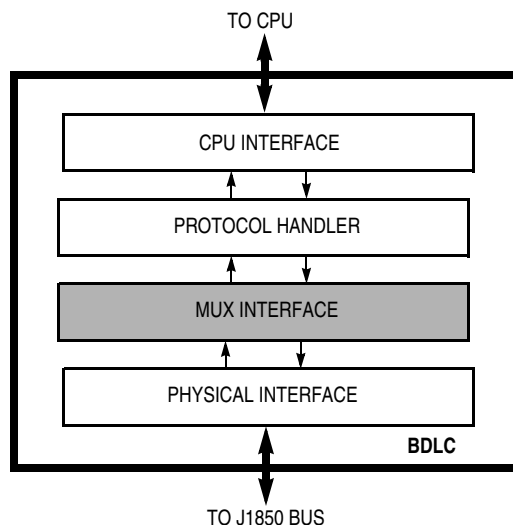 TO CPU
CPU INTERFACE
PROTOCOL HANDLER
MUX INTERFACE
PHYSICAL INTERFACE
BDLC
TO J1850 BUS